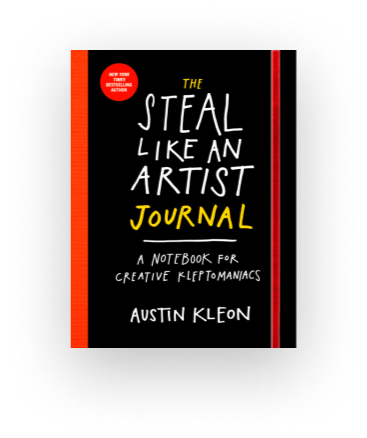 NEW YORK
TIMES
BESTSELLING
AUTHOR
THE
STEAL
LIKE AN
ARTIST
JOURNAL
A NOTEBOOK FOR
CREATIVE KLEPTOMANIACS
AUSTIN KLEON